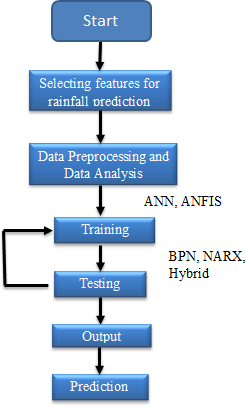 Start
Selecting features for
rainfall prediction
Data Preprocessing and
Data Analysis
ANN, ANFIS
Training
BPN, NARX,
Hybrid
Testing
Output
Prediction